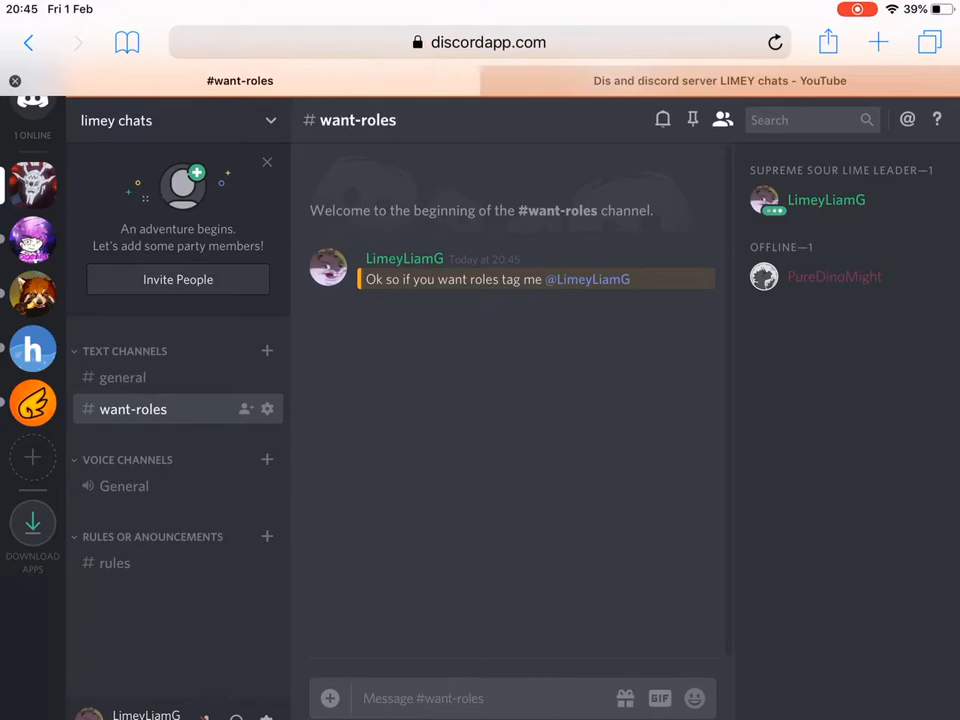 20:45 Fri 1 Feb
39%
discordapp.com
#want-roles
Dis and discord server LIMEY chats - YouTube
1 ONLINE
h
DOWNLOAD
APPS
limey chats
An adventure begins.
Let's add some party members!
Invite People
TEXT CHANNELS
# general
# want-roles
VOICE CHANNELS
General
RULES OR ANOUNCEMENTS
# rules
LimeyLiamG
# want-roles
Search
@ ?
Welcome to the beginning of the #want-roles channel.
LimeyLiamG Today at 20:45
Ok so if you want roles tag me @LimeyLiamG
Message #want-roles
GIF
SUPREME SOUR LIME LEADER—1
LimeyLiamG
OFFLINE—1
PureDinoMight